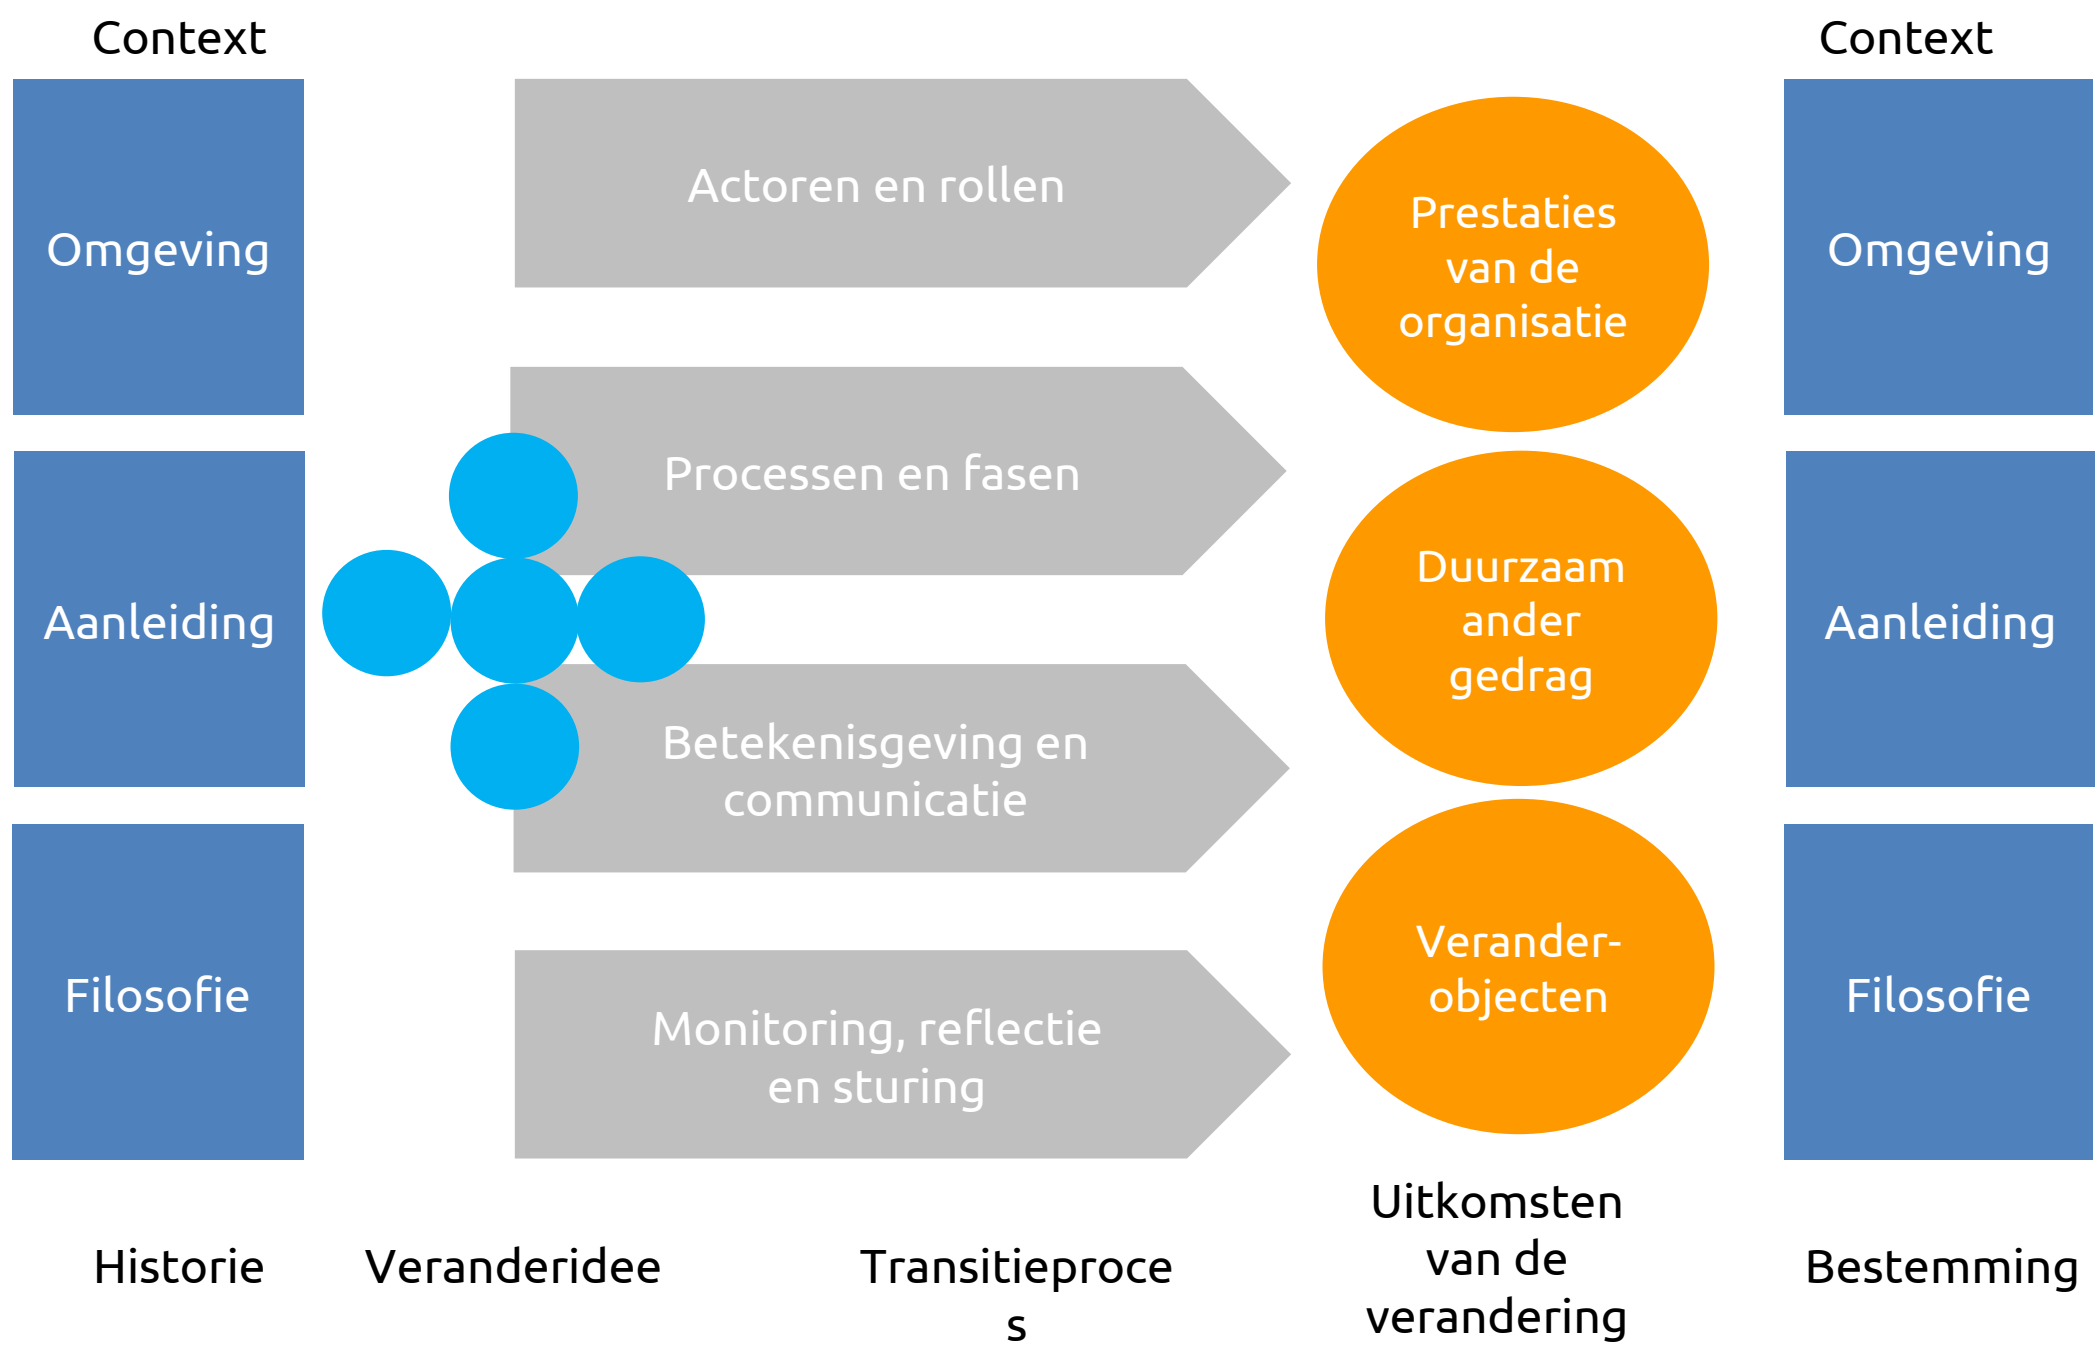 Context
Context
Omgeving
Aanleiding
Filosofie
Actoren en rollen
Processen en fasen
Betekenisgeving en
communicatie
Monitoring, reflectie
en sturing
Prestaties
van de
organisatie
Duurzaam
ander
gedrag
Verander-
objecten
Omgeving
Aanleiding
Filosofie
Historie
Veranderidee
Transitieproce
s
Uitkomsten
van de
verandering
Bestemming